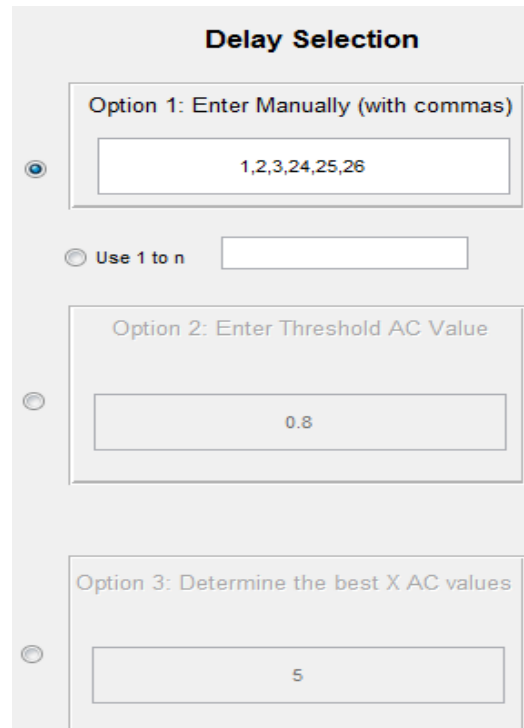 Delay Selection
Option 1: Enter Manually (with commas)
1,2,3,24,25,26
Use 1 to n
Option 2: Enter Threshold AC Value
0.8
Option 3: Determine the best X AC values
5